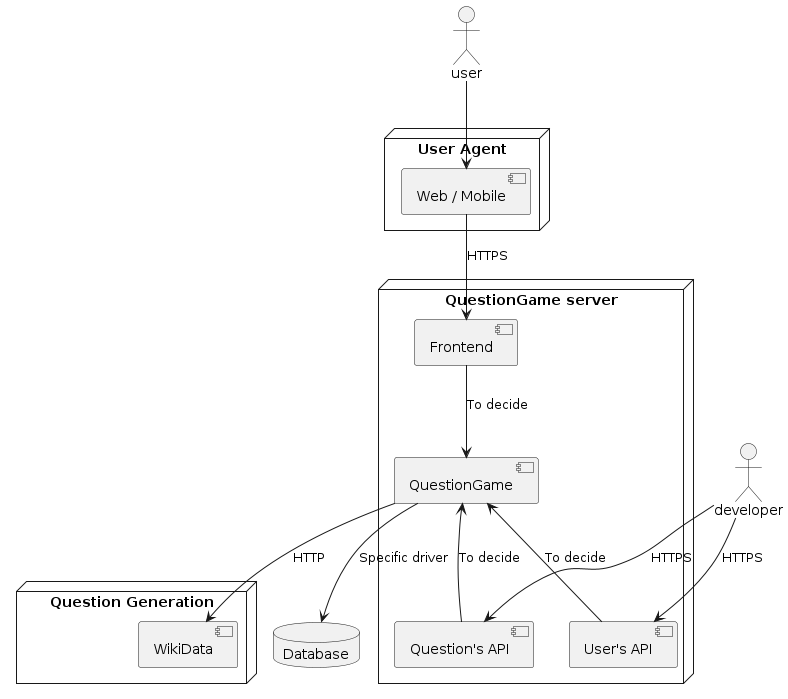 user
User Agent
Web / Mobile
HTTPS
QuestionGame server
Frontend
To decide
QuestionGame
developer
HTTP
Specific driver
To decide
To decide
HTTPS
HTTPS
Question Generation
WikiData
Database
Question's API
User's API